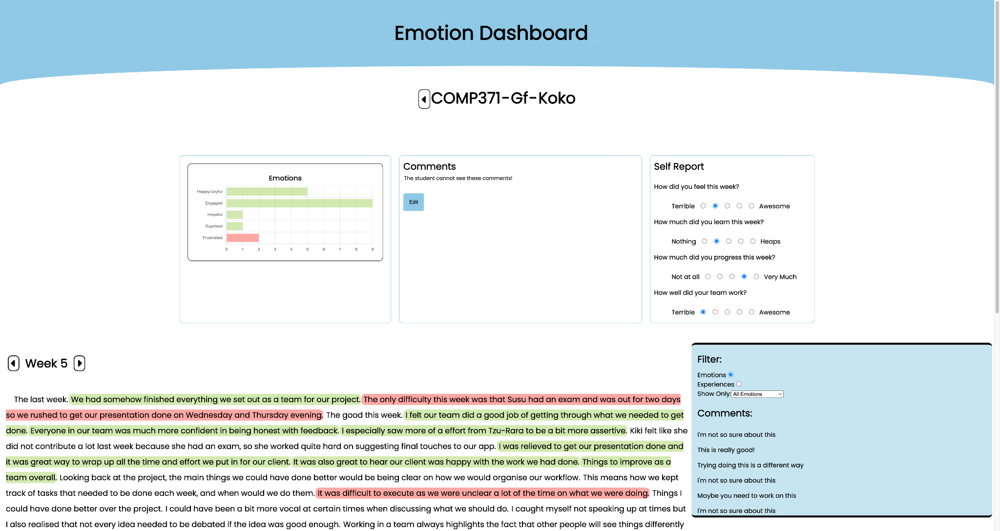 Emotion Dashboard
COMP371-Gf-Koko
Emotions
Happy/Joyful
Engaged
Hopeful
Suprised
Frustrated
0 1 2 3 4 5 6 7 8 9
Comments
The student cannot see these comments!
Edit
Self Report
How did you feel this week?
Terrible Awesome
How much did you learn this week?
Nothing Heaps
How much did you progress this week?
Not at all Very Much
How well did your team work?
Terrible Awesome
Week 5
The last week. We had somehow finished everything we set out as a team for our project. The only difficulty this week was that Susu had an exam and was out for two days
so we rushed to get our presentation done on Wednesday and Thursday evening. The good this week. I felt our team did a good job of getting through what we needed to get
done. Everyone in our team was much more confident in being honest with feedback. I especially saw more of a effort from Tzu-Rara to be a bit more assertive. Kiki felt like she
did not contribute a lot last week because she had an exam, so she worked quite hard on suggesting final touches to our app. I was relieved to get our presentation done and
it was great way to wrap up all the time and effort we put in for our client. It was also great to hear our client was happy with the work we had done. Things to improve as a
team overall. Looking back at the project, the main things we could have done better would be being clear on how we would organise our workflow. This means how we kept
track of tasks that needed to be done each week, and when would we do them. It was difficult to execute as we were unclear a lot of the time on what we were doing. Things I
could have done better over the project. I could have been a bit more vocal at certain times when discussing what we should do. I caught myself not speaking up at times but
I also realised that not every idea needed to be debated if the idea was good enough. Working in a team always highlights the fact that other people will see things differently
Filter:
Emotions
Experiences
Show Only: All Emotions
Comments:
I'm not so sure about this
This is really good!
Trying doing this is a different way
I'm not so sure about this
Maybe you need to work on this
I'm not so sure about this